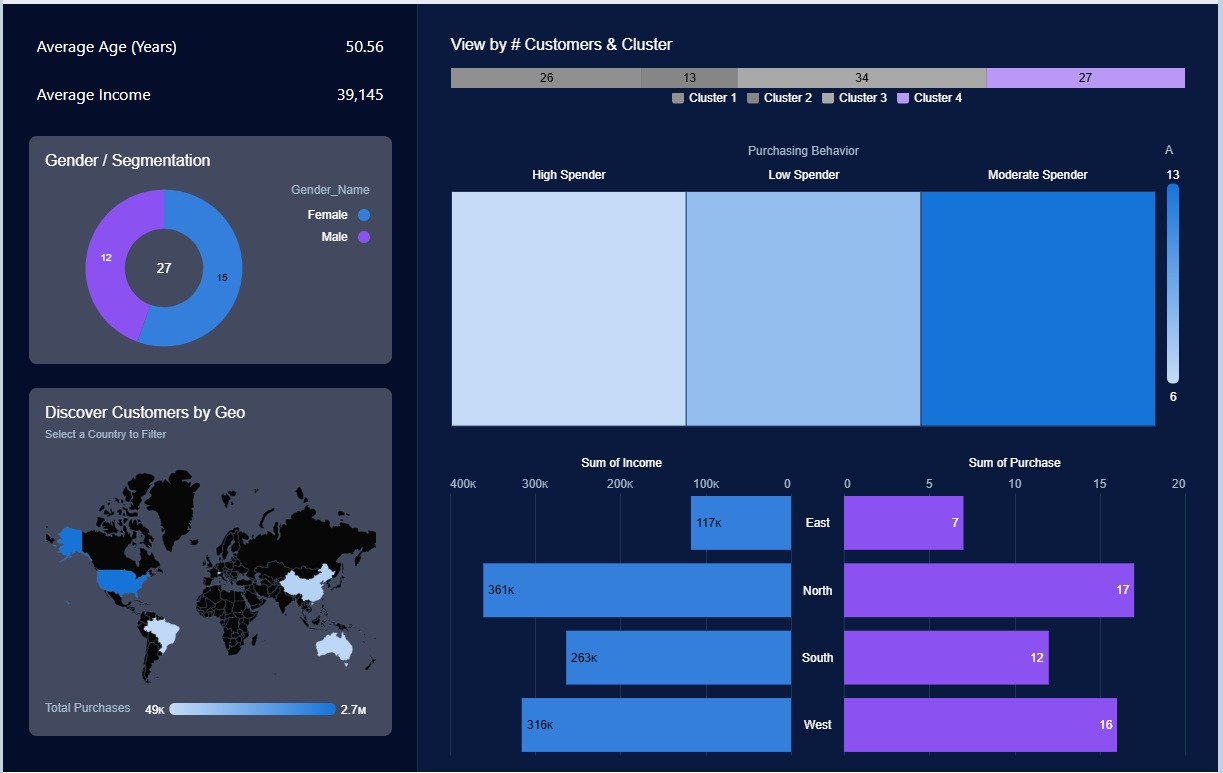 Average Age (Years) 50.56
Average Income 39,145
Gender / Segmentation
Gender_Name
Female
Male
12
27
15
Discover Customers by Geo
Select a Country to Filter
Total Purchases 49K 2.7M
View by # Customers & Cluster
26 13 34 27
Cluster 1 Cluster 2 Cluster 3 Cluster 4
Purchasing Behavior A
High Spender Low Spender Moderate Spender 13
6
Sum of Income Sum of Purchase
400K 300K 200K 100K 0 0 5 10 15 20
117K East 7
361K North 17
263K South 12
316K West 16